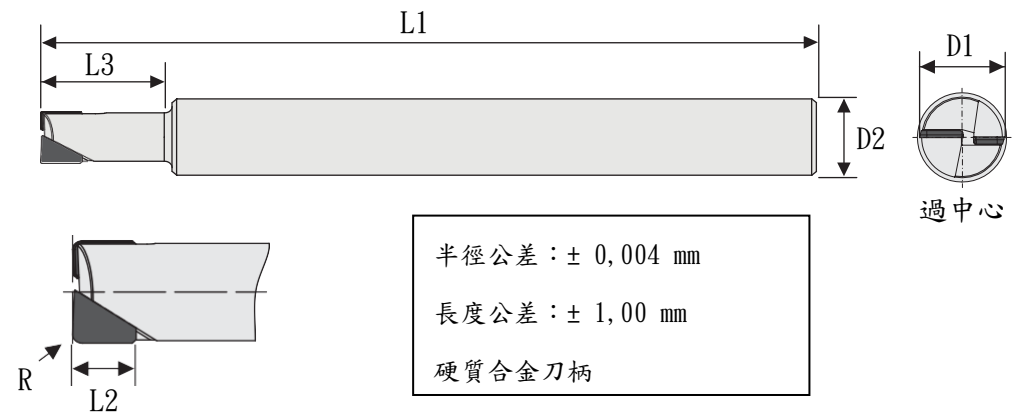 L1
L3
D1
D2
過中心
半徑公差：± 0,004 mm
長度公差：± 1,00 mm
硬質合金刀柄
R
L2